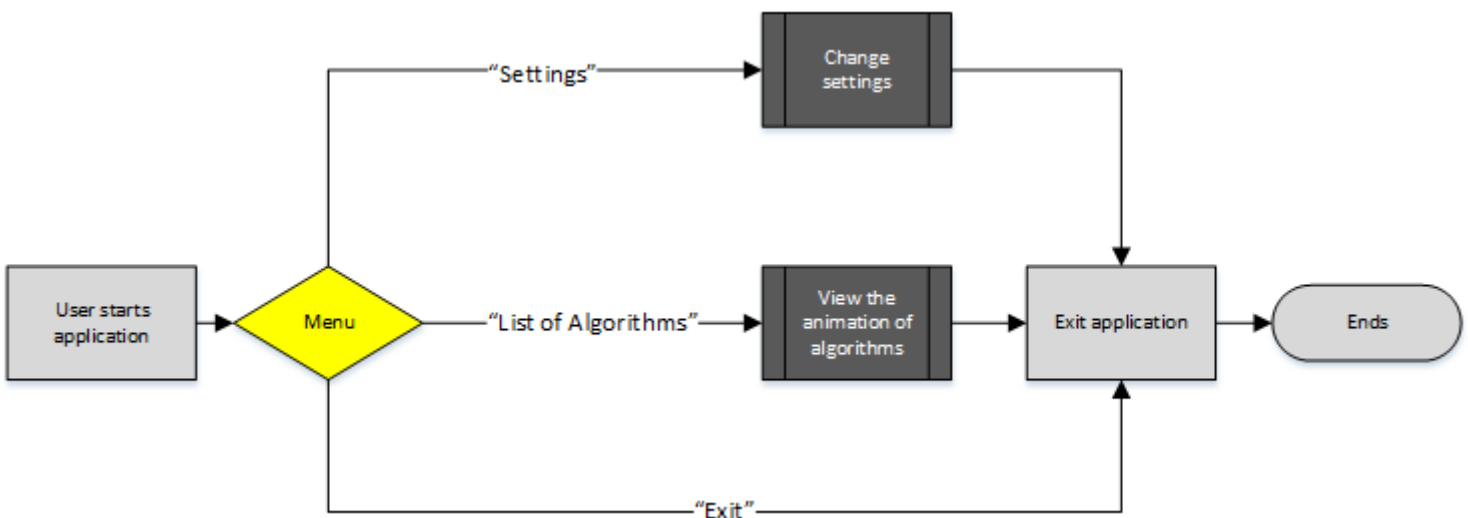 “Settings”
Change
settings
User starts
application
Menu
“List of Algorithms”
View the
animation of
algorithms
Exit application
Ends
“Exit”